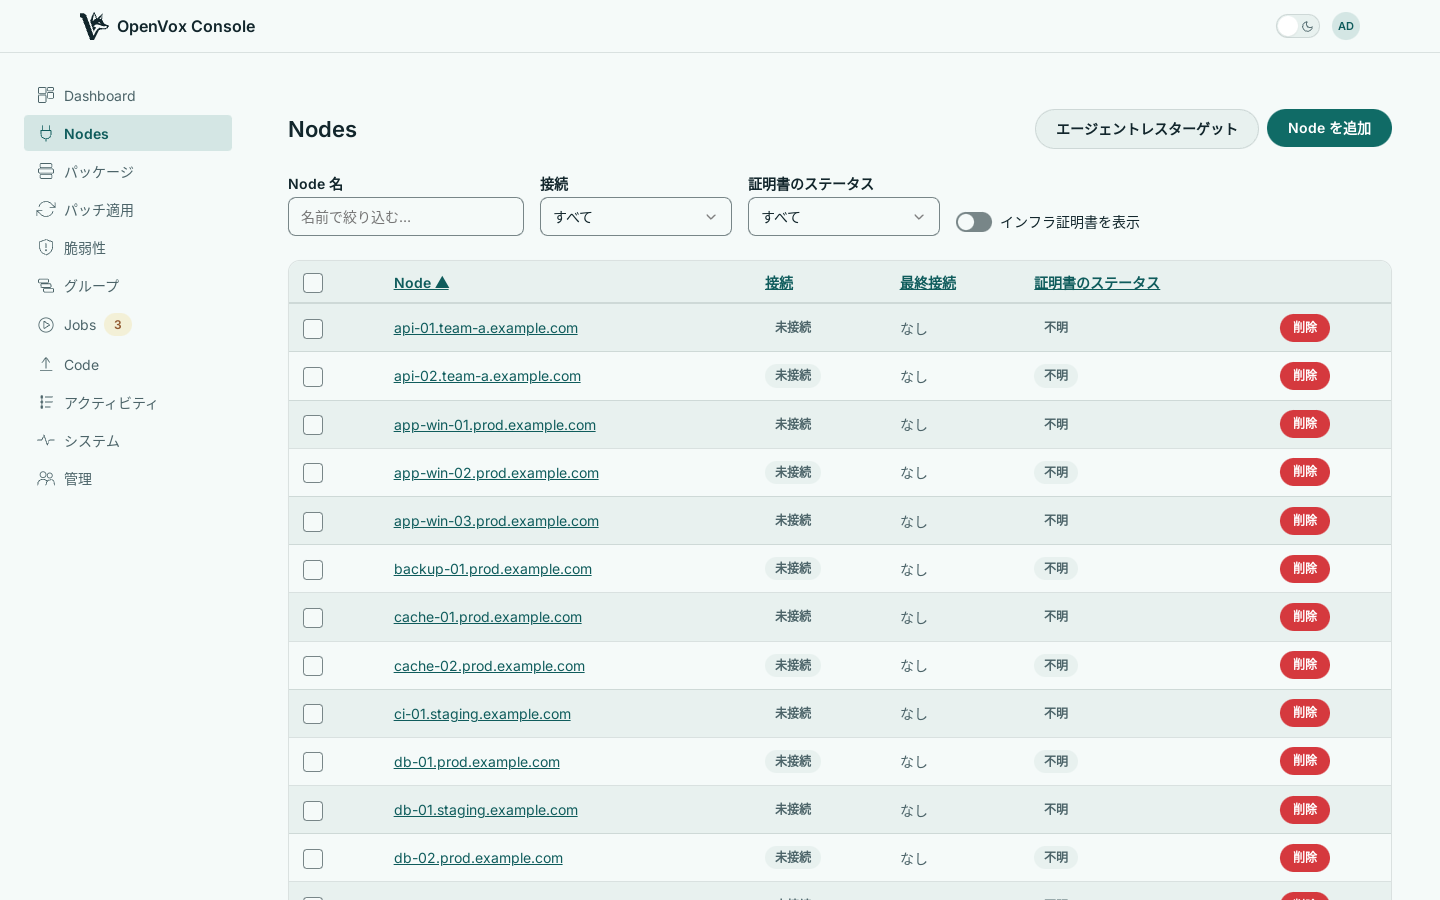 OpenVox Console
AD
Dashboard
Nodes
パッケージ
パッチ適用
脆弱性
グループ
Jobs 3
Code
アクティビティ
システム
管理
Nodes
エージェントレスターゲット
Node を追加
Node 名
接続
証明書のステータス
名前で絞り込む...
すべて
すべて
インフラ証明書を表示
Node ▲ 接続 最終接続 証明書のステータス
api-01.team-a.example.com 未接続 なし 不明 削除
api-02.team-a.example.com 未接続 なし 不明 削除
app-win-01.prod.example.com 未接続 なし 不明 削除
app-win-02.prod.example.com 未接続 なし 不明 削除
app-win-03.prod.example.com 未接続 なし 不明 削除
backup-01.prod.example.com 未接続 なし 不明 削除
cache-01.prod.example.com 未接続 なし 不明 削除
cache-02.prod.example.com 未接続 なし 不明 削除
ci-01.staging.example.com 未接続 なし 不明 削除
db-01.prod.example.com 未接続 なし 不明 削除
db-01.staging.example.com 未接続 なし 不明 削除
db-02.prod.example.com 未接続 なし 不明 削除